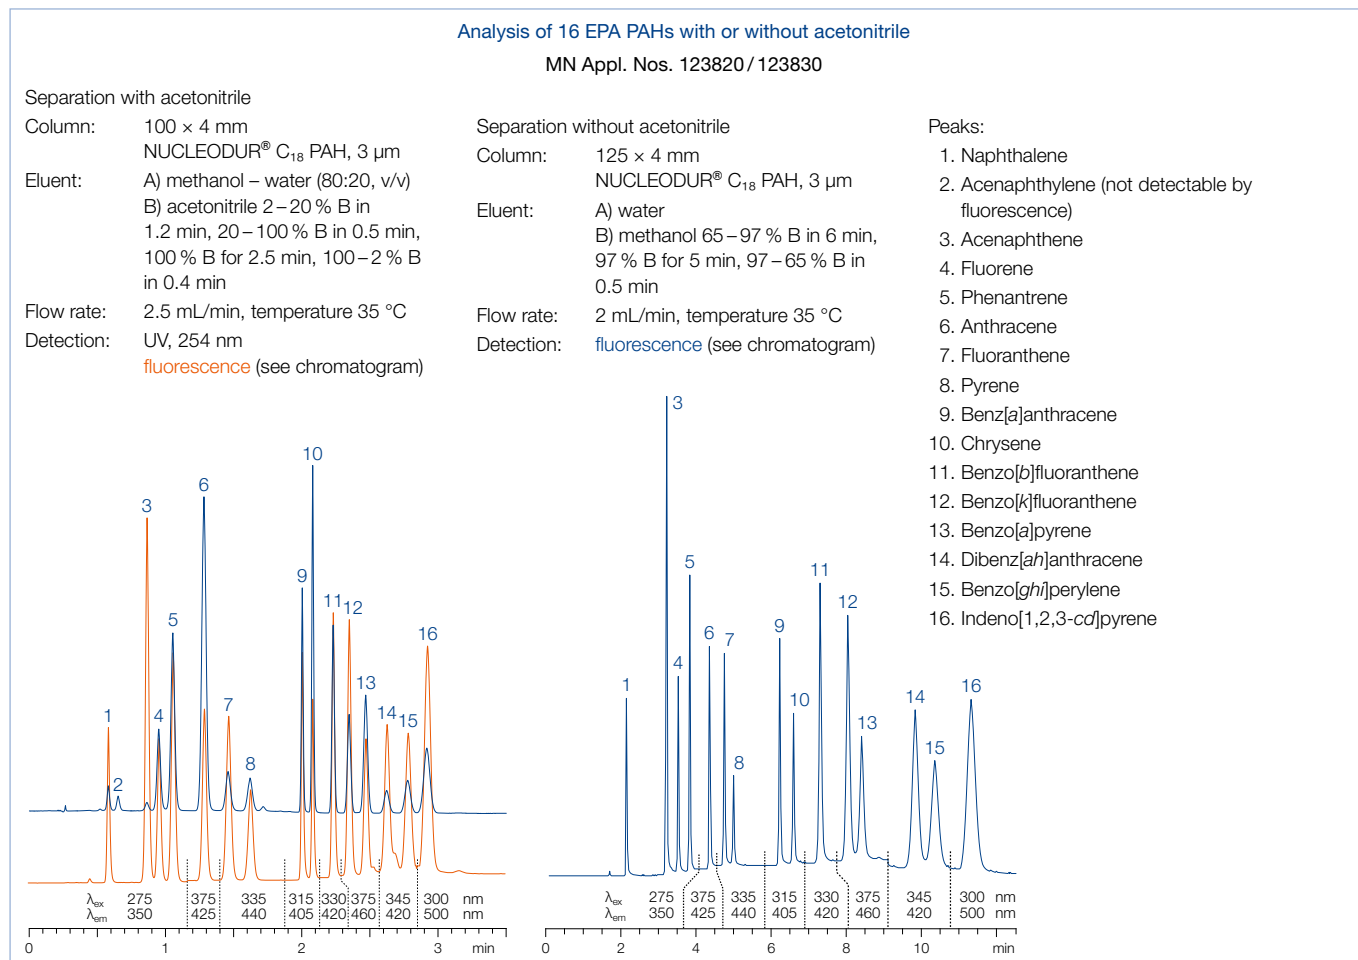 Analysis of 16 EPA PAHs with or without acetonitrile
MN Appl. Nos. 123820 / 123830
Separation with acetonitrile
Column: 100 × 4 mm
NUCLEODUR® C18 PAH, 3 µm
Eluent: A) methanol – water (80:20, v/v)
B) acetonitrile 2 – 20 % B in
1.2 min, 20 – 100 % B in 0.5 min,
100 % B for 2.5 min, 100 – 2 % B
in 0.4 min
Flow rate: 2.5 mL/min, temperature 35 °C
Detection: UV, 254 nm
fluorescence (see chromatogram)
Separation without acetonitrile
Column: 125 × 4 mm
NUCLEODUR® C18 PAH, 3 µm
Eluent: A) water
B) methanol 65 – 97 % B in 6 min,
97 % B for 5 min, 97 – 65 % B in
0.5 min
Flow rate: 2 mL/min, temperature 35 °C
Detection: fluorescence (see chromatogram)
Peaks:
1. Naphthalene
2. Acenaphthylene (not detectable by
fluorescence)
3. Acenaphthene
4. Fluorene
5. Phenantrene
6. Anthracene
7. Fluoranthene
8. Pyrene
9. Benz[a]anthracene
10. Chrysene
11. Benzo[b]fluoranthene
12. Benzo[k]fluoranthene
13. Benzo[a]pyrene
14. Dibenz[ah]anthracene
15. Benzo[ghi]perylene
16. Indeno[1,2,3-cd]pyrene
1
2
3
4
5
6
7
8
9
10
11
12
13
14
15
16
λex 275 375 335 315 330 375 345 300 nm
λem 350 425 440 405 420 460 420 500 nm
0 1 2 3 min
1
3
4
5
6
7
8
9
10
11
12
13
14
15
16
λex 275 375 335 315 330 375 345 300 nm
λem 350 425 440 405 420 460 420 500 nm
0 2 4 6 8 10 min